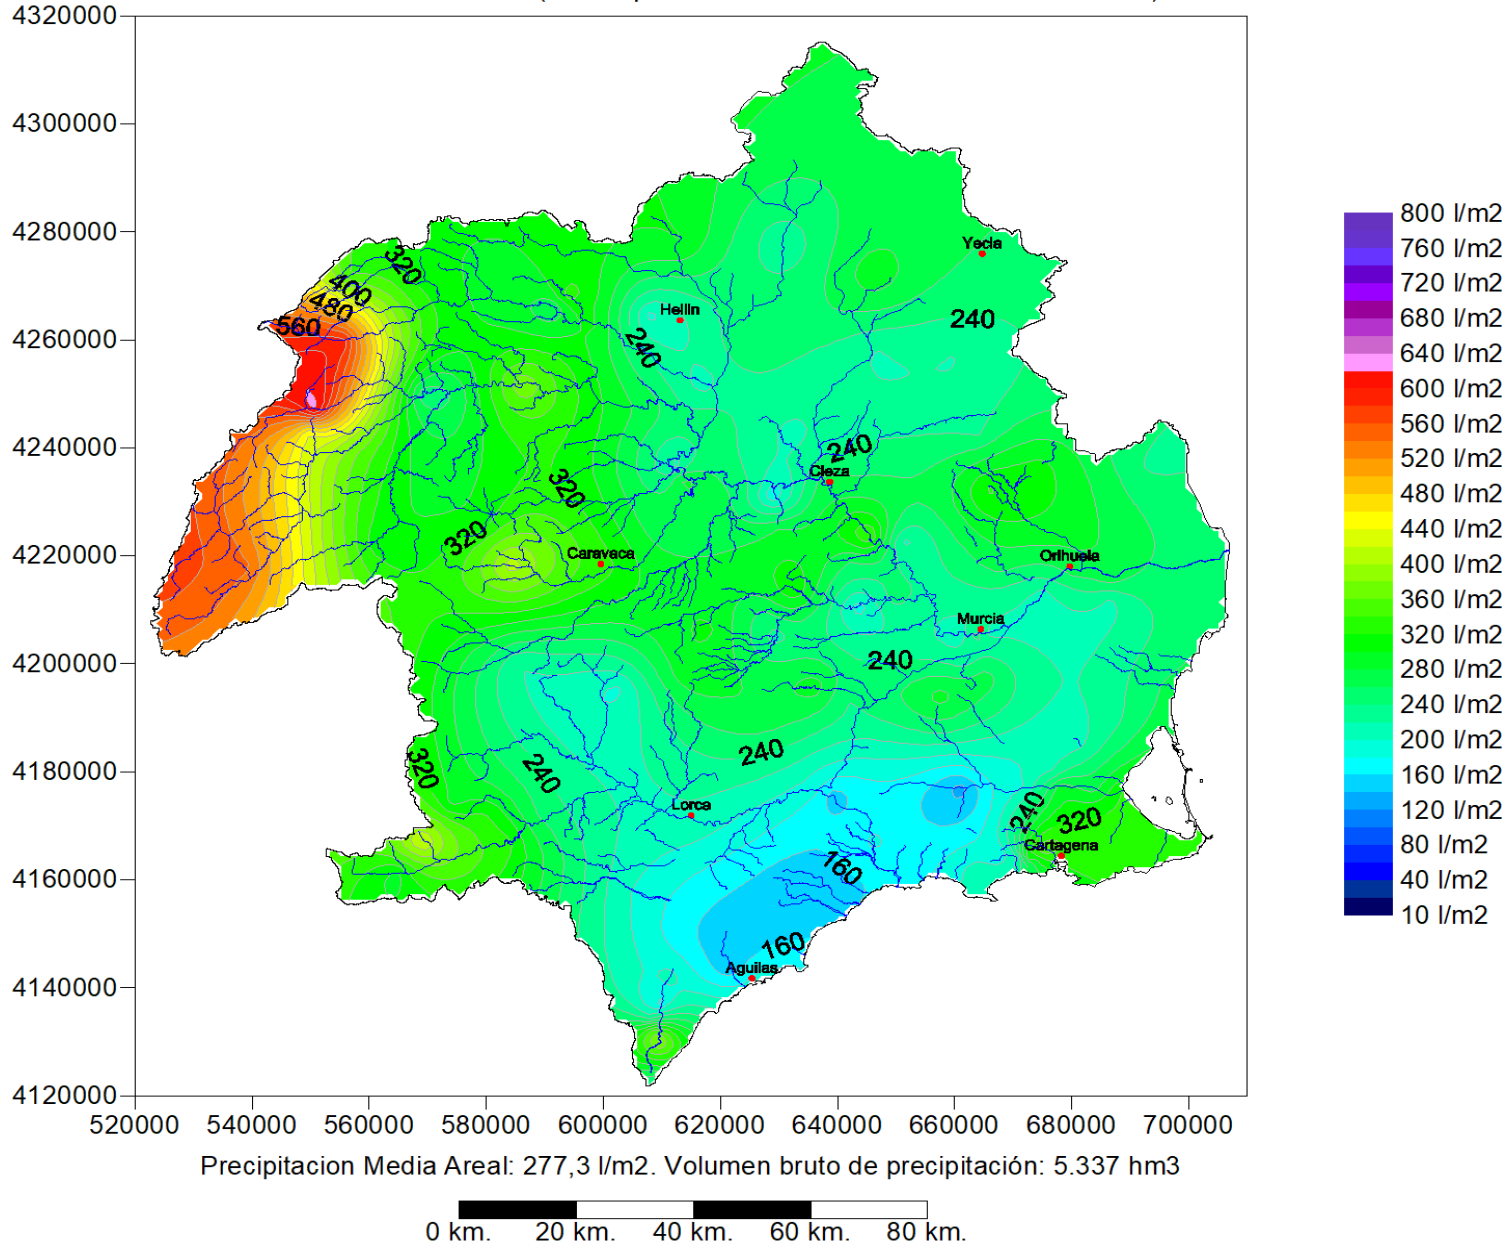 4320000
4300000
4280000
4260000
4240000
4220000
4200000
4180000
4160000
4140000
4120000
520000 540000 560000 580000 600000 620000 640000 660000 680000 700000
Yecla
320
400
480
560
Hellin
240
240
240
Cieza
320
320
Caravaca
Orihuela
Murcia
240
240
320
240
Lorca
240
320
Cartagena
160
160
Aguilas
800 l/m2
760 l/m2
720 l/m2
680 l/m2
640 l/m2
600 l/m2
560 l/m2
520 l/m2
480 l/m2
440 l/m2
400 l/m2
360 l/m2
320 l/m2
280 l/m2
240 l/m2
200 l/m2
160 l/m2
120 l/m2
80 l/m2
40 l/m2
10 l/m2
Precipitacion Media Areal: 277,3 l/m2. Volumen bruto de precipitación: 5.337 hm3
0 km. 20 km. 40 km. 60 km. 80 km.